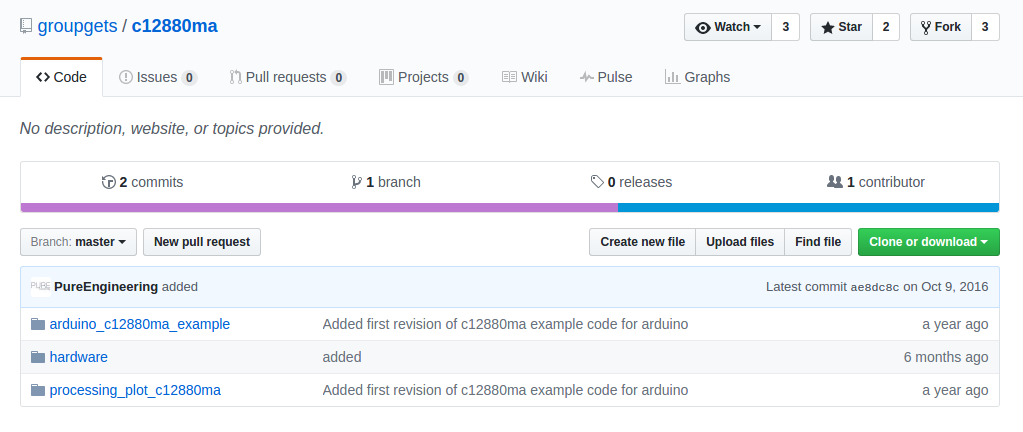 groupgets / c12880ma
Watch 3 Star 2 Fork 3
Code Issues 0 Pull requests 0 Projects 0 Wiki Pulse Graphs
No description, website, or topics provided.
2 commits 1 branch 0 releases 1 contributor
Branch: master New pull request Create new file Upload files Find file Clone or download
PURE PureEngineering added Latest commit ae8dc8c on Oct 9, 2016
arduino_c12880ma_example Added first revision of c12880ma example code for arduino a year ago
hardware added 6 months ago
processing_plot_c12880ma Added first revision of c12880ma example code for arduino a year ago